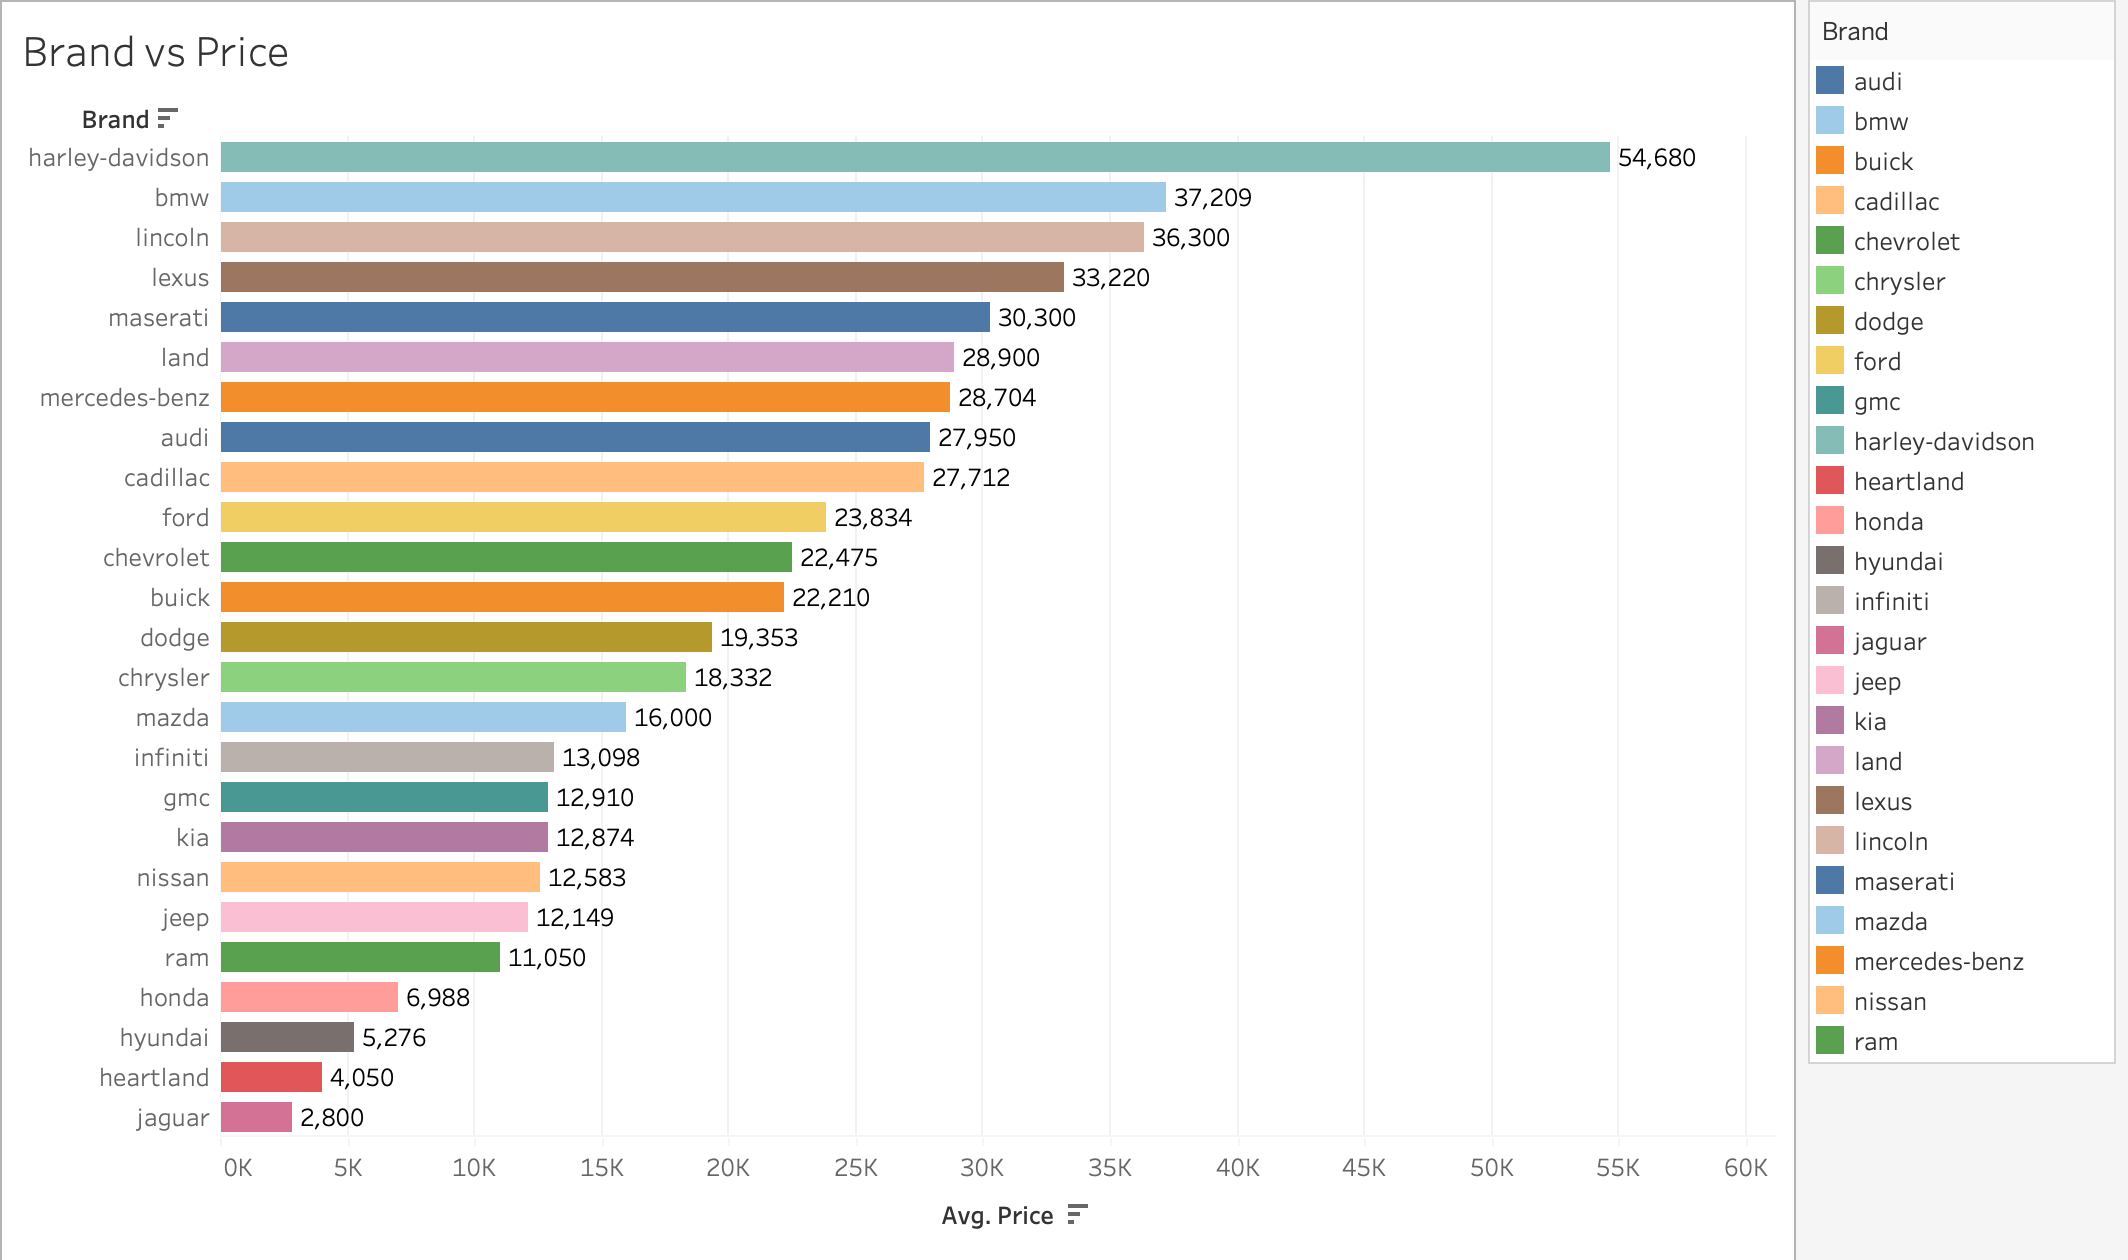 Brand vs Price
Brand
harley-davidson 54,680
bmw 37,209
lincoln 36,300
lexus 33,220
maserati 30,300
land 28,900
mercedes-benz 28,704
audi 27,950
cadillac 27,712
ford 23,834
chevrolet 22,475
buick 22,210
dodge 19,353
chrysler 18,332
mazda 16,000
infiniti 13,098
gmc 12,910
kia 12,874
nissan 12,583
jeep 12,149
ram 11,050
honda 6,988
hyundai 5,276
heartland 4,050
jaguar 2,800
0K 5K 10K 15K 20K 25K 30K 35K 40K 45K 50K 55K 60K
Avg. Price
Brand
audi
bmw
buick
cadillac
chevrolet
chrysler
dodge
ford
gmc
harley-davidson
heartland
honda
hyundai
infiniti
jaguar
jeep
kia
land
lexus
lincoln
maserati
mazda
mercedes-benz
nissan
ram